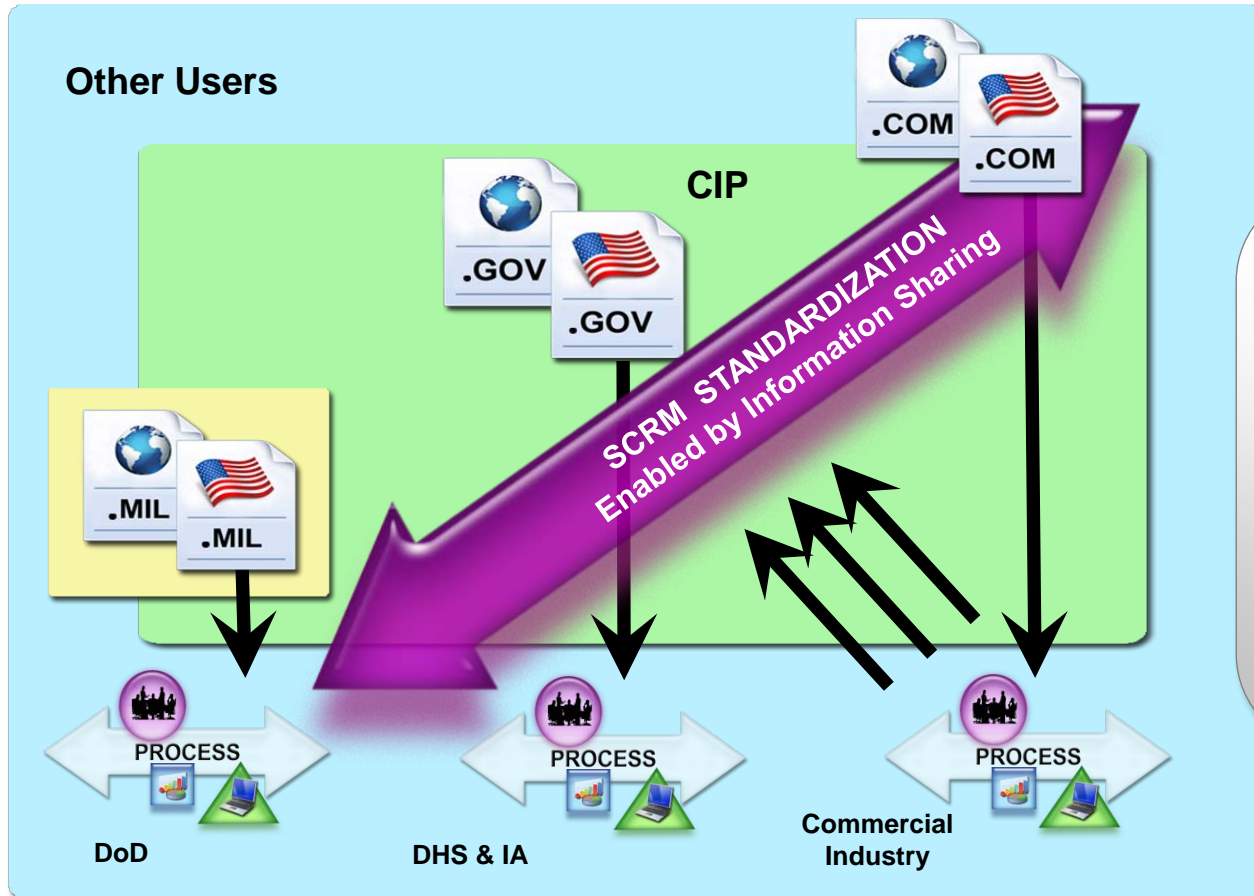 Other Users
.COM
.COM
CIP
.GOV
.GOV
SCRM STANDARDIZATION
Enabled by Information Sharing
.MIL
.MIL
PROCESS
PROCESS
PROCESS
DoD
DHS & IA
Commercial
Industry